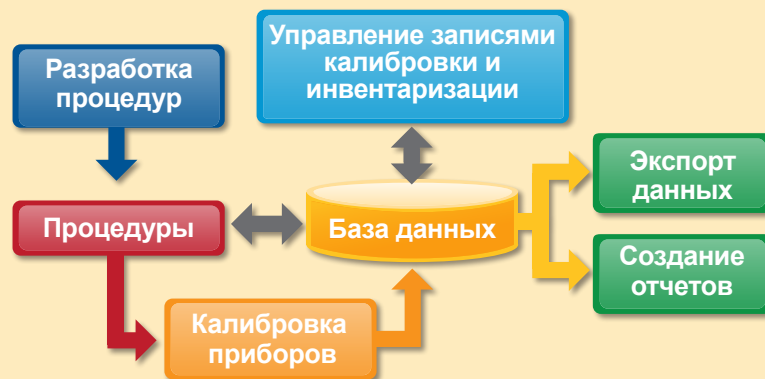 Разработка
процедур
Управление записями
калибровки и
инвентаризации
Процедуры
База данных
Экспорт
данных
Создание
отчетов
Калибровка
приборов